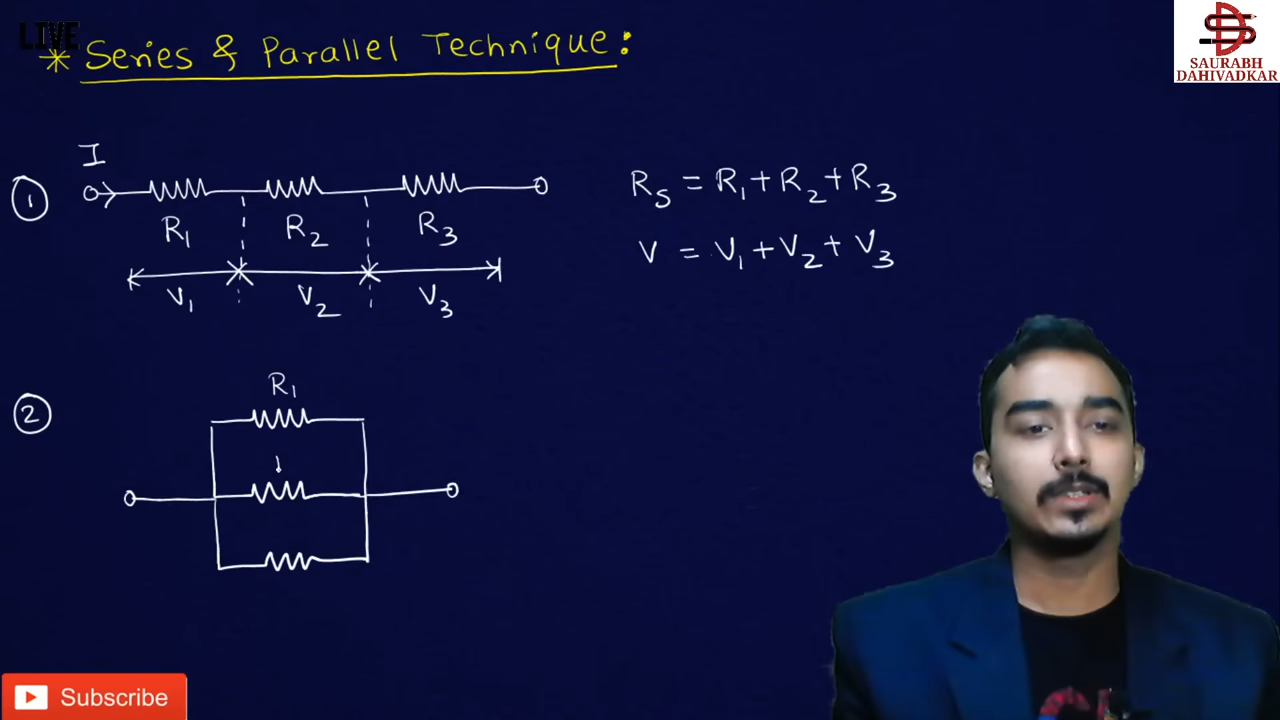 LIVE
* Series & Parallel Technique:
SAURABH
DAHIVADKAR
①
I
R₁ R₂ R₃
V₁ V₂ V₃
Rₛ = R₁ + R₂ + R₃
V = V₁ + V₂ + V₃
②
R₁
Subscribe